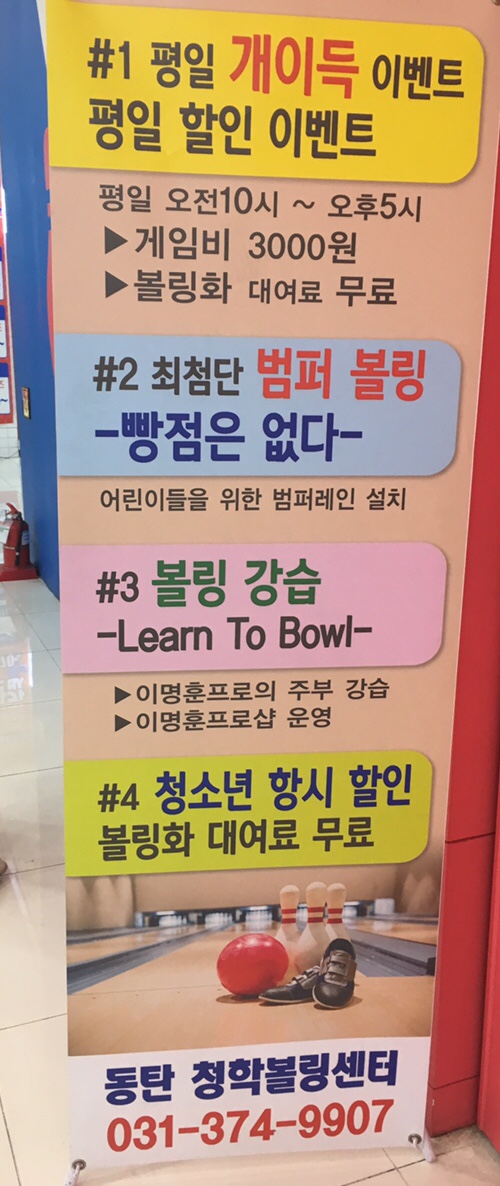 #1 평일 개이득 이벤트
평일 할인 이벤트
평일 오전10시 ~ 오후5시
▶게임비 3000원
▶볼링화 대여료 무료
#2 최첨단 범퍼 볼링
-빵점은 없다-
어린이들을 위한 범퍼레인 설치
#3 볼링 강습
-Learn To Bowl-
▶이명훈프로의 주부 강습
▶이명훈프로샵 운영
#4 청소년 항시 할인
볼링화 대여료 무료
동탄 청학볼링센터
031-374-9907